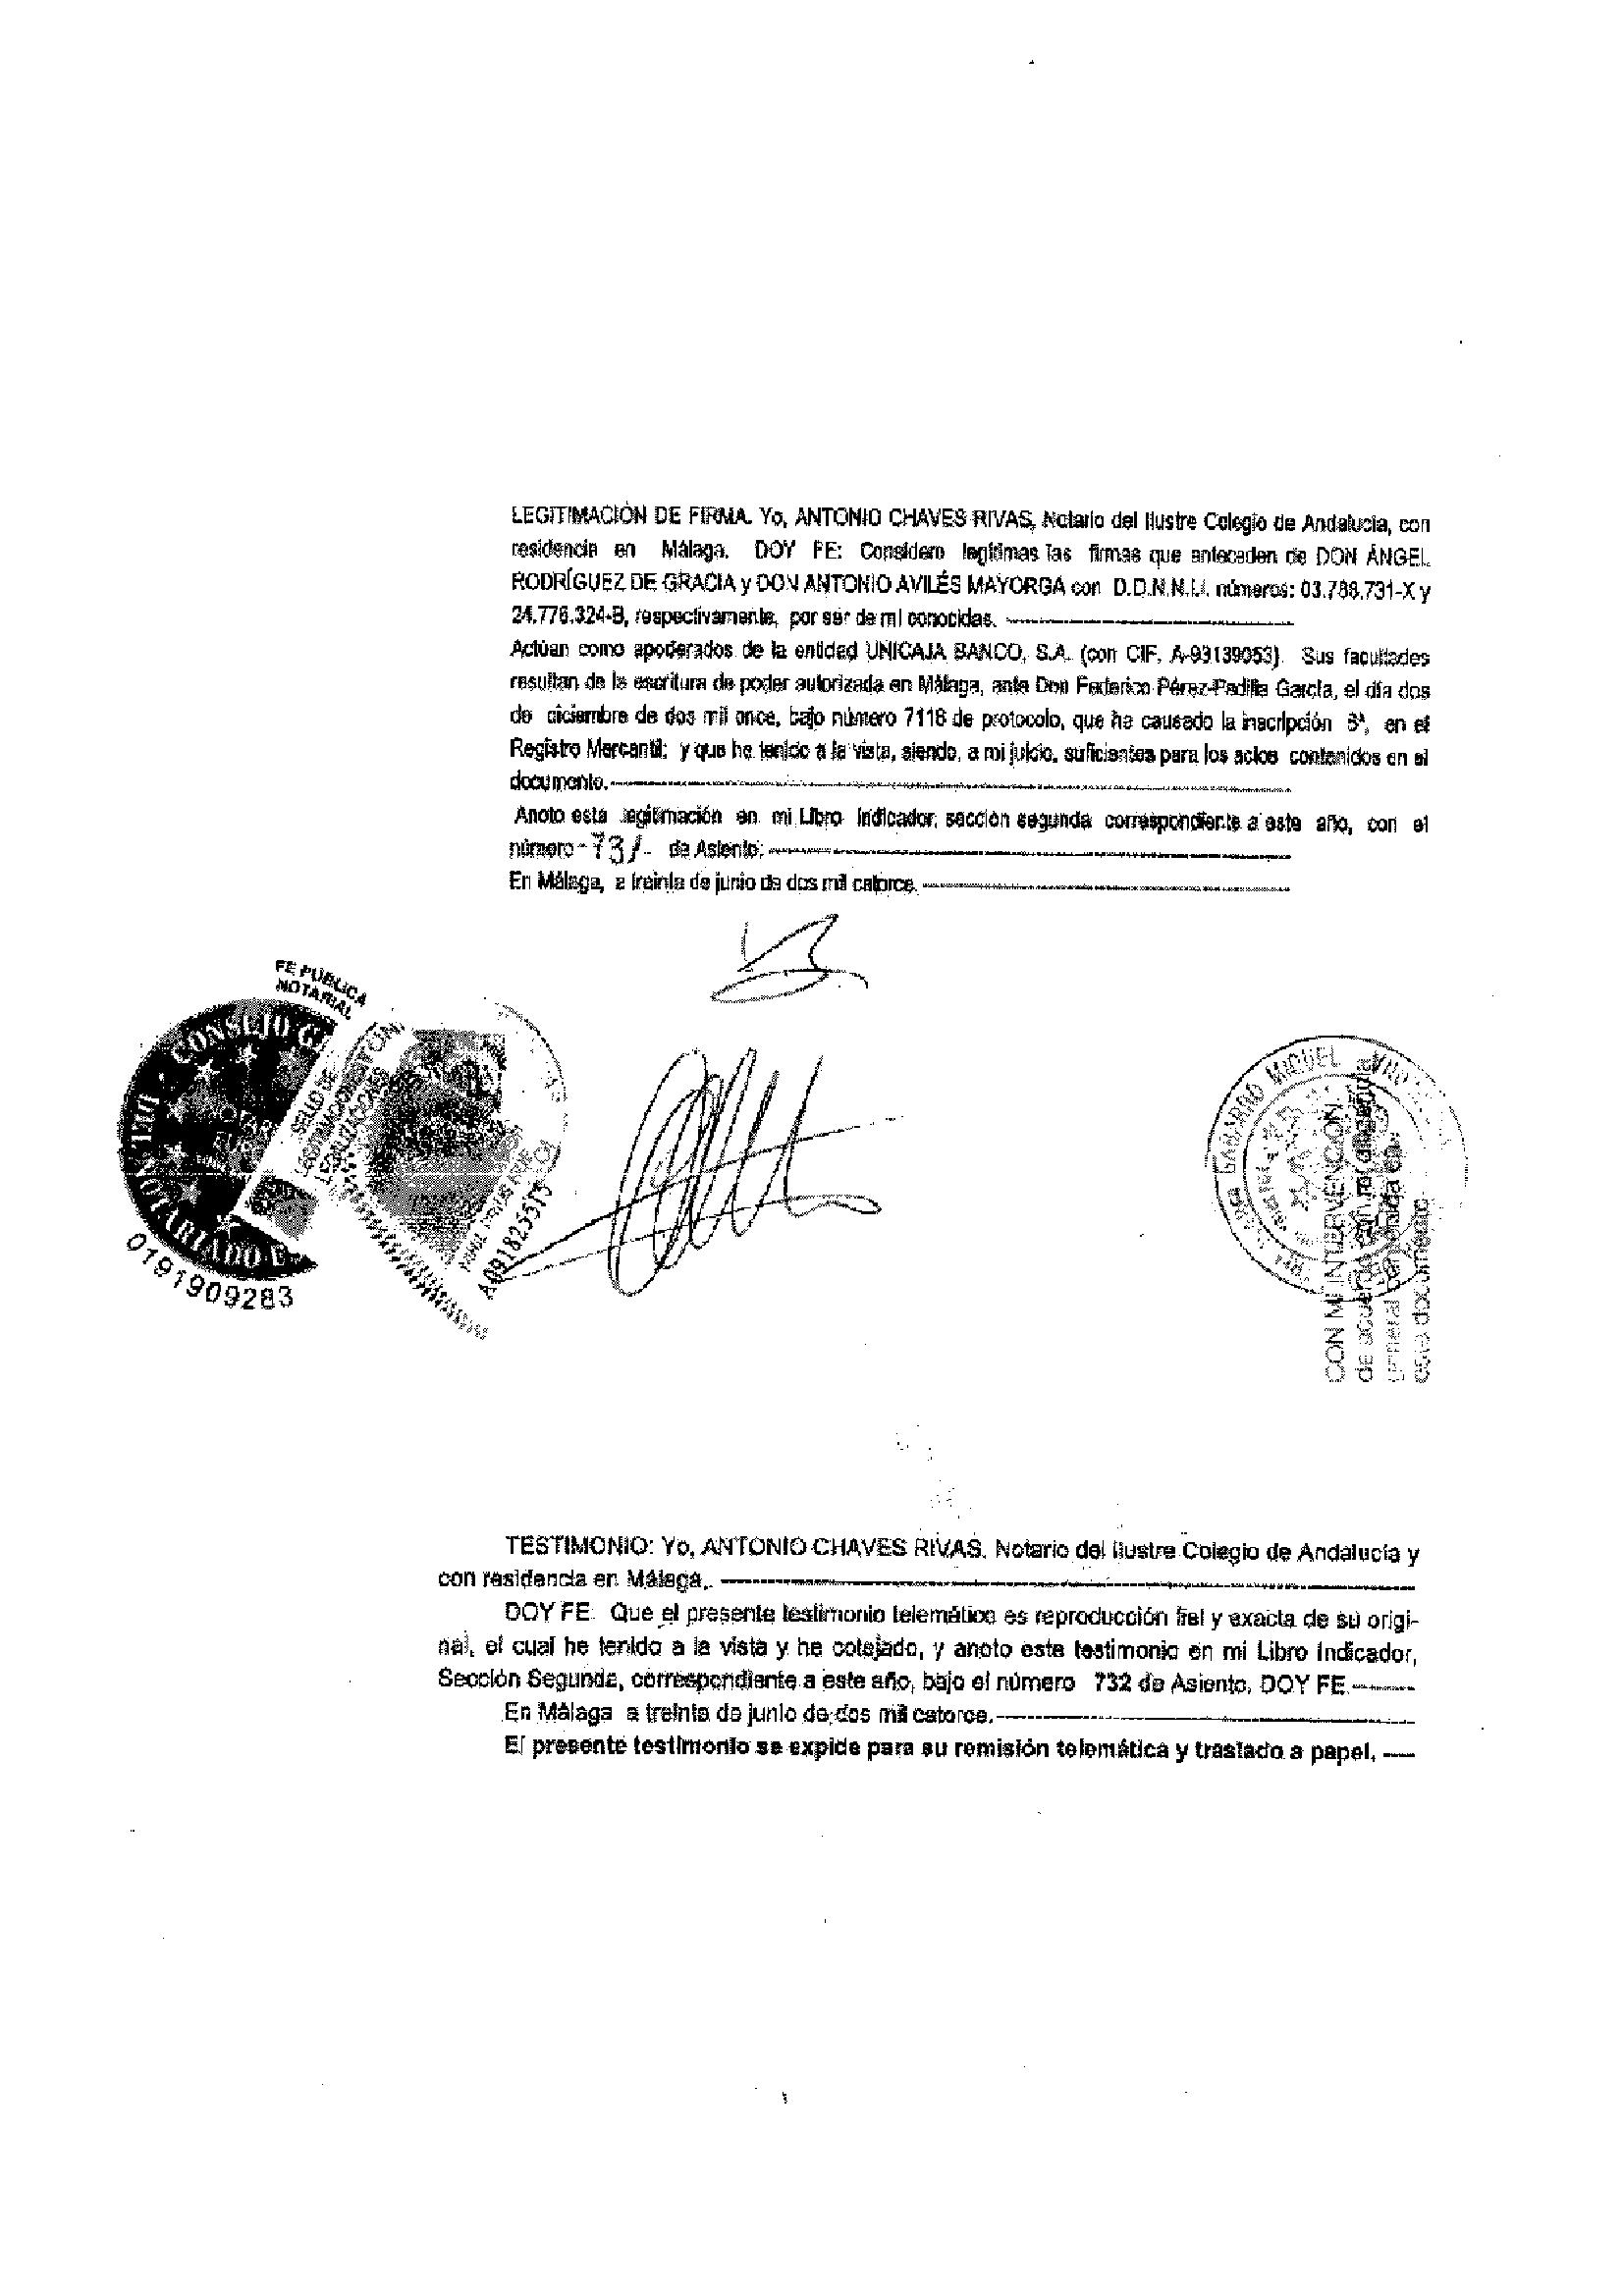 LEGITIMACIÓN DE FIRMA. Yo, ANTONIO CHAVES RIVAS, Notario del Ilustre Colegio de Andalucía, con
residencia en Málaga. DOY FE: Considero legítimas las firmas que anteceden de DON ÁNGEL
RODRÍGUEZ DE GRACIA y DON ANTONIO AVILÉS MAYORGA con D.D.N.N.I.I. números: 03.788.731-X y
24.776.324-B, respectivamente, por ser de mi conocidas.
Actúan como apoderados de la entidad UNICAJA BANCO, S.A. (con CIF. A-93139053). Sus facultades
resultan de la escritura de poder autorizada en Málaga, ante Don Federico Pérez-Padilla García, el día dos
de diciembre de dos mil once, bajo número 7118 de protocolo, que ha causado la inscripción en el
Registro Mercantil; y que he tenido a la vista, siendo, a mi juicio, suficientes para los actos contenidos en el
documento.
Anoto esta legitimación en mi Libro Indicador, sección segunda correspondiente a este año, con el
número - 731 - de Asiento.
En Málaga, a treinta de junio de dos mil catorce.
FE PÚBLICA
NOTARIAL
CONSEJO G
SELLO DE
LEGITIMACIONES Y
LEGALIZACIONES
NOTARIADO E
0191909283
A091825575
GABARRÓ MIGUEL
CON MI INTERVENCIÓN
de acuerdo con la diligencia
general contenida en
este documento
TESTIMONIO: Yo, ANTONIO CHAVES RIVAS. Notario del Ilustre Colegio de Andalucía y
con residencia en Málaga.
DOY FE: Que el presente testimonio telemático es reproducción fiel y exacta de su origi-
nal, el cual he tenido a la vista y he cotejado, y anoto este testimonio en mi Libro Indicador,
Sección Segunda, correspondiente a este año, bajo el número 732 de Asiento. DOY FE.
En Málaga a treinta de junio de dos mil catorce.
El presente testimonio se expide para su remisión telemática y traslado a papel.